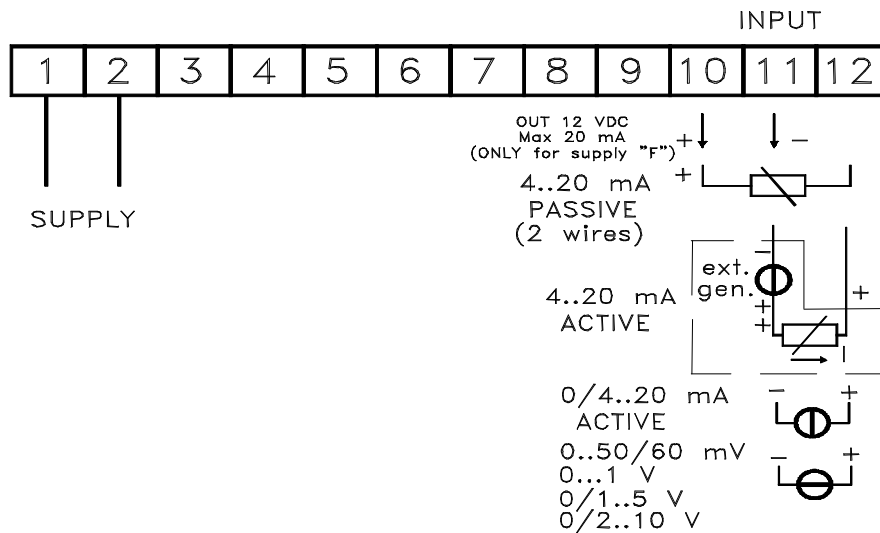 INPUT
1 2 3 4 5 6 7 8 9 10 11 12
OUT 12 VDC
Max 20 mA
(ONLY for supply "F")
+ -
4..20 mA +
PASSIVE
(2 wires)
SUPPLY
-
ext.
gen.
+
4..20 mA
+
+
ACTIVE
I
0/4..20 mA - +
ACTIVE
0..50/60 mV - +
0...1 V
0/1..5 V
0/2..10 V